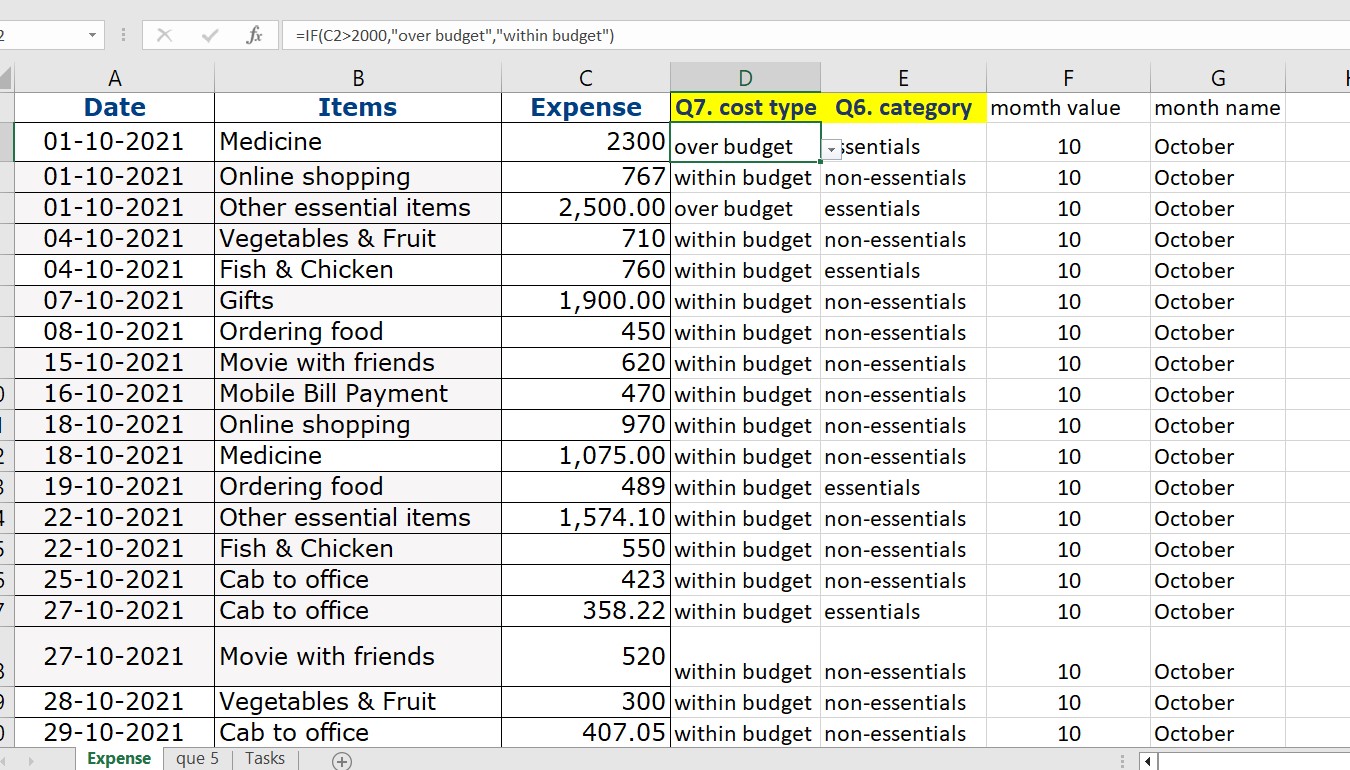 2 fx =IF(C2>2000,"over budget","within budget")
A B C D E F G
Date Items Expense Q7. cost type Q6. category momth value month name
01-10-2021 Medicine 2300 over budget ssentials 10 October
01-10-2021 Online shopping 767 within budget non-essentials 10 October
01-10-2021 Other essential items 2,500.00 over budget essentials 10 October
04-10-2021 Vegetables & Fruit 710 within budget non-essentials 10 October
04-10-2021 Fish & Chicken 760 within budget essentials 10 October
07-10-2021 Gifts 1,900.00 within budget non-essentials 10 October
08-10-2021 Ordering food 450 within budget non-essentials 10 October
15-10-2021 Movie with friends 620 within budget non-essentials 10 October
16-10-2021 Mobile Bill Payment 470 within budget non-essentials 10 October
18-10-2021 Online shopping 970 within budget non-essentials 10 October
18-10-2021 Medicine 1,075.00 within budget non-essentials 10 October
19-10-2021 Ordering food 489 within budget essentials 10 October
22-10-2021 Other essential items 1,574.10 within budget non-essentials 10 October
22-10-2021 Fish & Chicken 550 within budget non-essentials 10 October
25-10-2021 Cab to office 423 within budget non-essentials 10 October
27-10-2021 Cab to office 358.22 within budget essentials 10 October
27-10-2021 Movie with friends 520 within budget non-essentials 10 October
28-10-2021 Vegetables & Fruit 300 within budget non-essentials 10 October
29-10-2021 Cab to office 407.05 within budget non-essentials 10 October
Expense que 5 Tasks